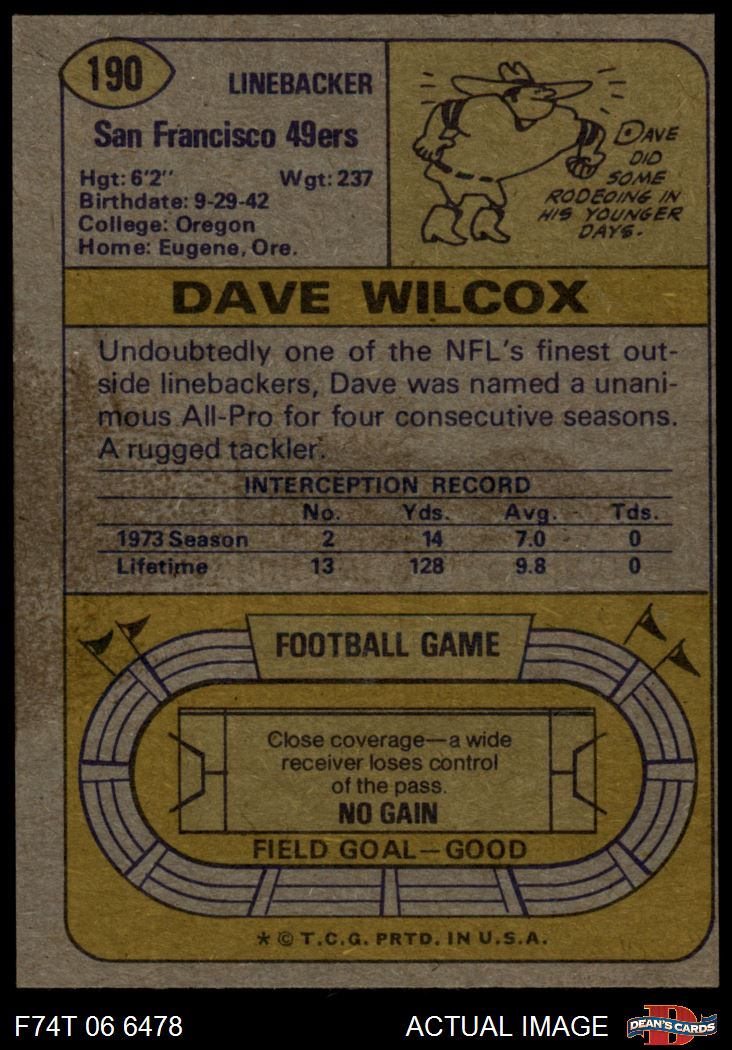 190
LINEBACKER
San Francisco 49ers
Hgt: 6'2" Wgt: 237
Birthdate: 9-29-42
College: Oregon
Home: Eugene, Ore.
DAVE
DID
SOME
RODEOING IN
HIS YOUNGER
DAYS.
DAVE WILCOX
Undoubtedly one of the NFL's finest out-
side linebackers, Dave was named a unani-
mous All-Pro for four consecutive seasons.
A rugged tackler.
INTERCEPTION RECORD
No. Yds. Avg. Tds.
1973 Season 2 14 7.0 0
Lifetime 13 128 9.8 0
FOOTBALL GAME
Close coverage—a wide
receiver loses control
of the pass.
NO GAIN
FIELD GOAL—GOOD
* © T.C.G. PRTD. IN U.S.A.
F74T 06 6478 ACTUAL IMAGE DEAN'S CARDS